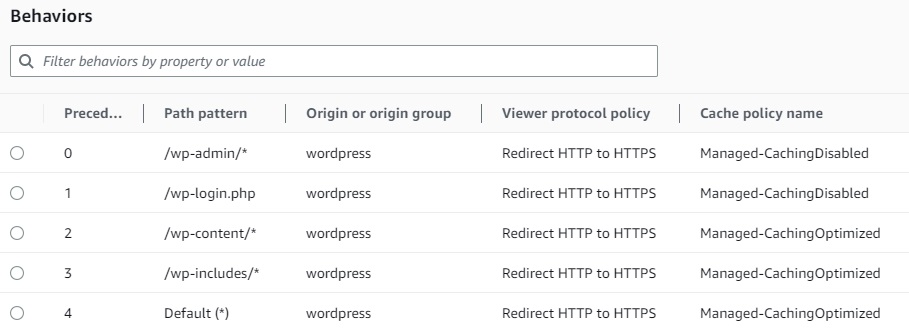 Behaviors
Filter behaviors by property or value
Preced... Path pattern Origin or origin group Viewer protocol policy Cache policy name
0 /wp-admin/* wordpress Redirect HTTP to HTTPS Managed-CachingDisabled
1 /wp-login.php wordpress Redirect HTTP to HTTPS Managed-CachingDisabled
2 /wp-content/* wordpress Redirect HTTP to HTTPS Managed-CachingOptimized
3 /wp-includes/* wordpress Redirect HTTP to HTTPS Managed-CachingOptimized
4 Default (*) wordpress Redirect HTTP to HTTPS Managed-CachingOptimized